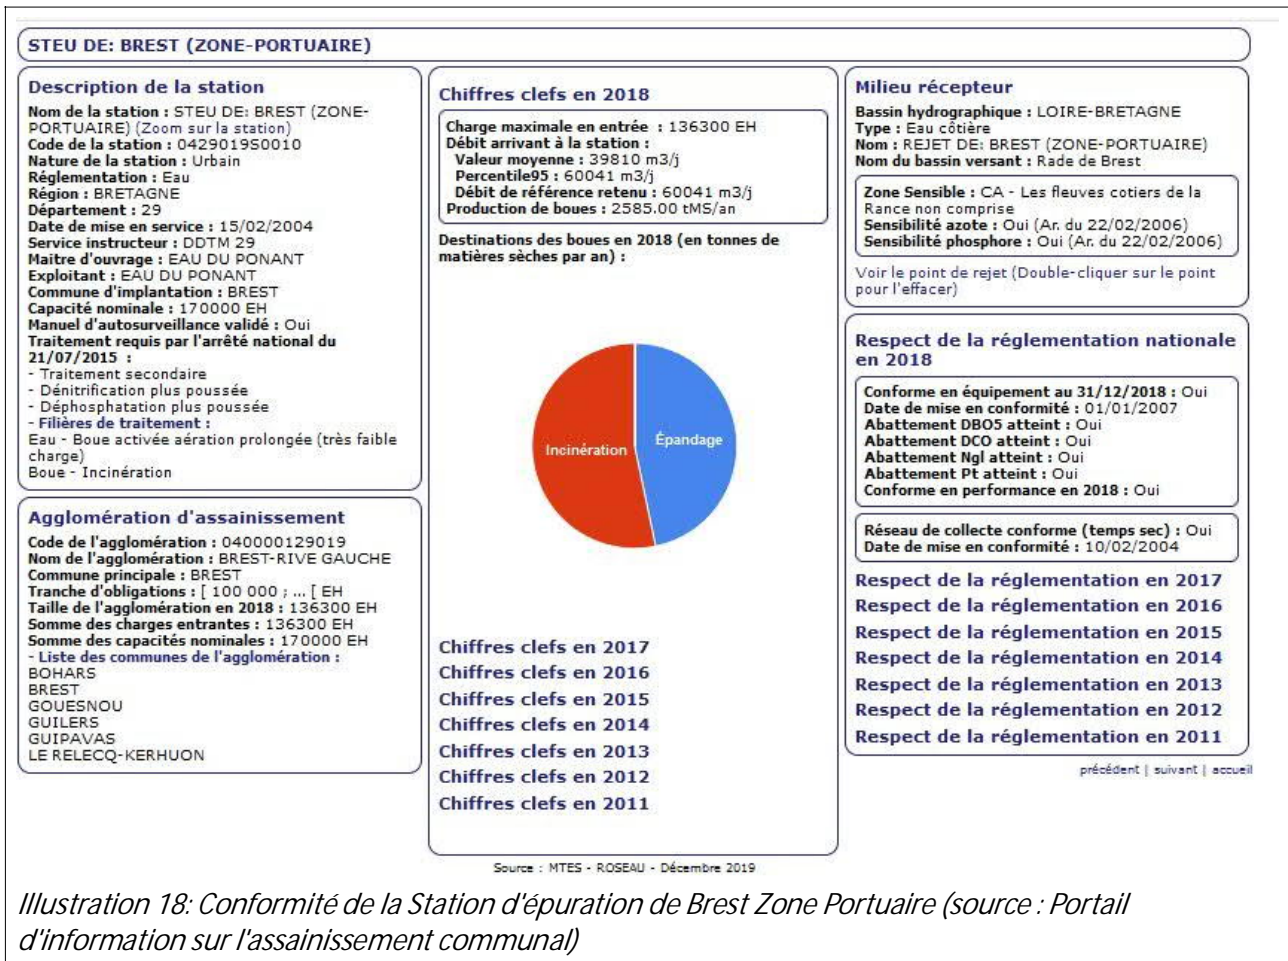 STEU DE: BREST (ZONE-PORTUAIRE)
Description de la station
Nom de la station : STEU DE: BREST (ZONE-
PORTUAIRE) (Zoom sur la station)
Code de la station : 0429019S0010
Nature de la station : Urbain
Réglementation : Eau
Région : BRETAGNE
Département : 29
Date de mise en service : 15/02/2004
Service instructeur : DDTM 29
Maitre d'ouvrage : EAU DU PONANT
Exploitant : EAU DU PONANT
Commune d'implantation : BREST
Capacité nominale : 170000 EH
Manuel d'autosurveillance validé : Oui
Traitement requis par l'arrêté national du
21/07/2015 :
- Traitement secondaire
- Dénitrification plus poussée
- Déphosphatation plus poussée
- Filières de traitement :
Eau - Boue activée aération prolongée (très faible
charge)
Boue - Incinération
Agglomération d'assainissement
Code de l'agglomération : 040000129019
Nom de l'agglomération : BREST-RIVE GAUCHE
Commune principale : BREST
Tranche d'obligations : [ 100 000 ; ... [ EH
Taille de l'agglomération en 2018 : 136300 EH
Somme des charges entrantes : 136300 EH
Somme des capacités nominales : 170000 EH
- Liste des communes de l'agglomération :
BOHARS
BREST
GOUESNOU
GUILERS
GUIPAVAS
LE RELECQ-KERHUON
Chiffres clefs en 2018
Charge maximale en entrée : 136300 EH
Débit arrivant à la station :
Valeur moyenne : 39810 m3/j
Percentile95 : 60041 m3/j
Débit de référence retenu : 60041 m3/j
Production de boues : 2585.00 tMS/an
Destinations des boues en 2018 (en tonnes de
matières sèches par an) :
Incinération
Épandage
Chiffres clefs en 2017
Chiffres clefs en 2016
Chiffres clefs en 2015
Chiffres clefs en 2014
Chiffres clefs en 2013
Chiffres clefs en 2012
Chiffres clefs en 2011
Milieu récepteur
Bassin hydrographique : LOIRE-BRETAGNE
Type : Eau côtière
Nom : REJET DE: BREST (ZONE-PORTUAIRE)
Nom du bassin versant : Rade de Brest
Zone Sensible : CA - Les fleuves cotiers de la
Rance non comprise
Sensibilité azote : Oui (Ar. du 22/02/2006)
Sensibilité phosphore : Oui (Ar. du 22/02/2006)
Voir le point de rejet (Double-cliquer sur le point
pour l'effacer)
Respect de la réglementation nationale
en 2018
Conforme en équipement au 31/12/2018 : Oui
Date de mise en conformité : 01/01/2007
Abattement DBO5 atteint : Oui
Abattement DCO atteint : Oui
Abattement Ngl atteint : Oui
Abattement Pt atteint : Oui
Conforme en performance en 2018 : Oui
Réseau de collecte conforme (temps sec) : Oui
Date de mise en conformité : 10/02/2004
Respect de la réglementation en 2017
Respect de la réglementation en 2016
Respect de la réglementation en 2015
Respect de la réglementation en 2014
Respect de la réglementation en 2013
Respect de la réglementation en 2012
Respect de la réglementation en 2011
précédent | suivant | accueil
Source : MTES - ROSEAU - Décembre 2019
Illustration 18: Conformité de la Station d'épuration de Brest Zone Portuaire (source : Portail
d'information sur l'assainissement communal)